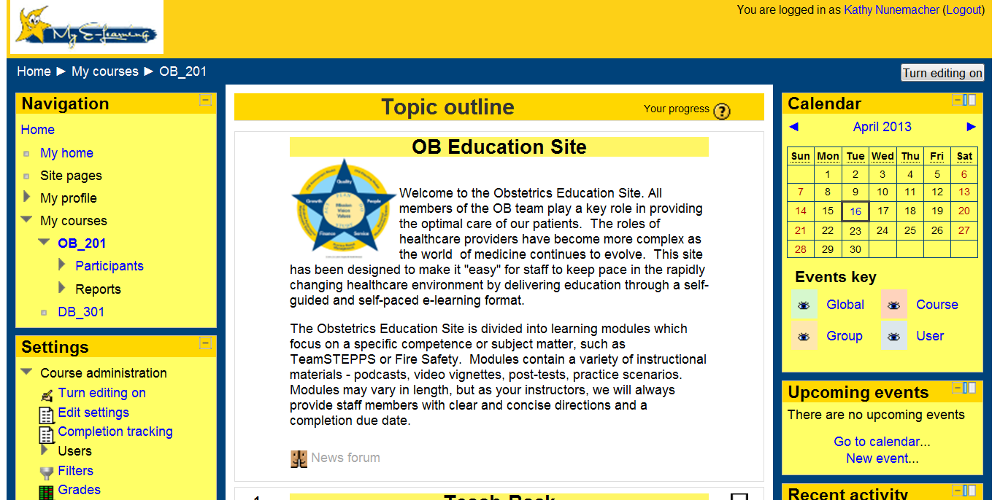 My E-Learning
You are logged in as Kathy Nunemacher (Logout)
Home ► My courses ► OB_201
Turn editing on
Navigation
Home
My home
Site pages
My profile
My courses
OB_201
Participants
Reports
DB_301
Settings
Course administration
Turn editing on
Edit settings
Completion tracking
Users
Filters
Grades
Topic outline
Your progress
OB Education Site
Quality
Growth
People
Mission
Vision
Values
Finance
Service
Welcome to the Obstetrics Education Site. All
members of the OB team play a key role in providing
the optimal care of our patients. The roles of
healthcare providers have become more complex as
the world of medicine continues to evolve. This site
has been designed to make it "easy" for staff to keep pace in the rapidly
changing healthcare environment by delivering education through a self-
guided and self-paced e-learning format.
The Obstetrics Education Site is divided into learning modules which
focus on a specific competence or subject matter, such as
TeamSTEPPS or Fire Safety. Modules contain a variety of instructional
materials - podcasts, video vignettes, post-tests, practice scenarios.
Modules may vary in length, but as your instructors, we will always
provide staff members with clear and concise directions and a
completion due date.
News forum
1
Teach Back
Calendar
◄ April 2013 ►
Sun Mon Tue Wed Thu Fri Sat
1 2 3 4 5 6
7 8 9 10 11 12 13
14 15 16 17 18 19 20
21 22 23 24 25 26 27
28 29 30
Events key
Global Course
Group User
Upcoming events
There are no upcoming events
Go to calendar...
New event...
Recent activity